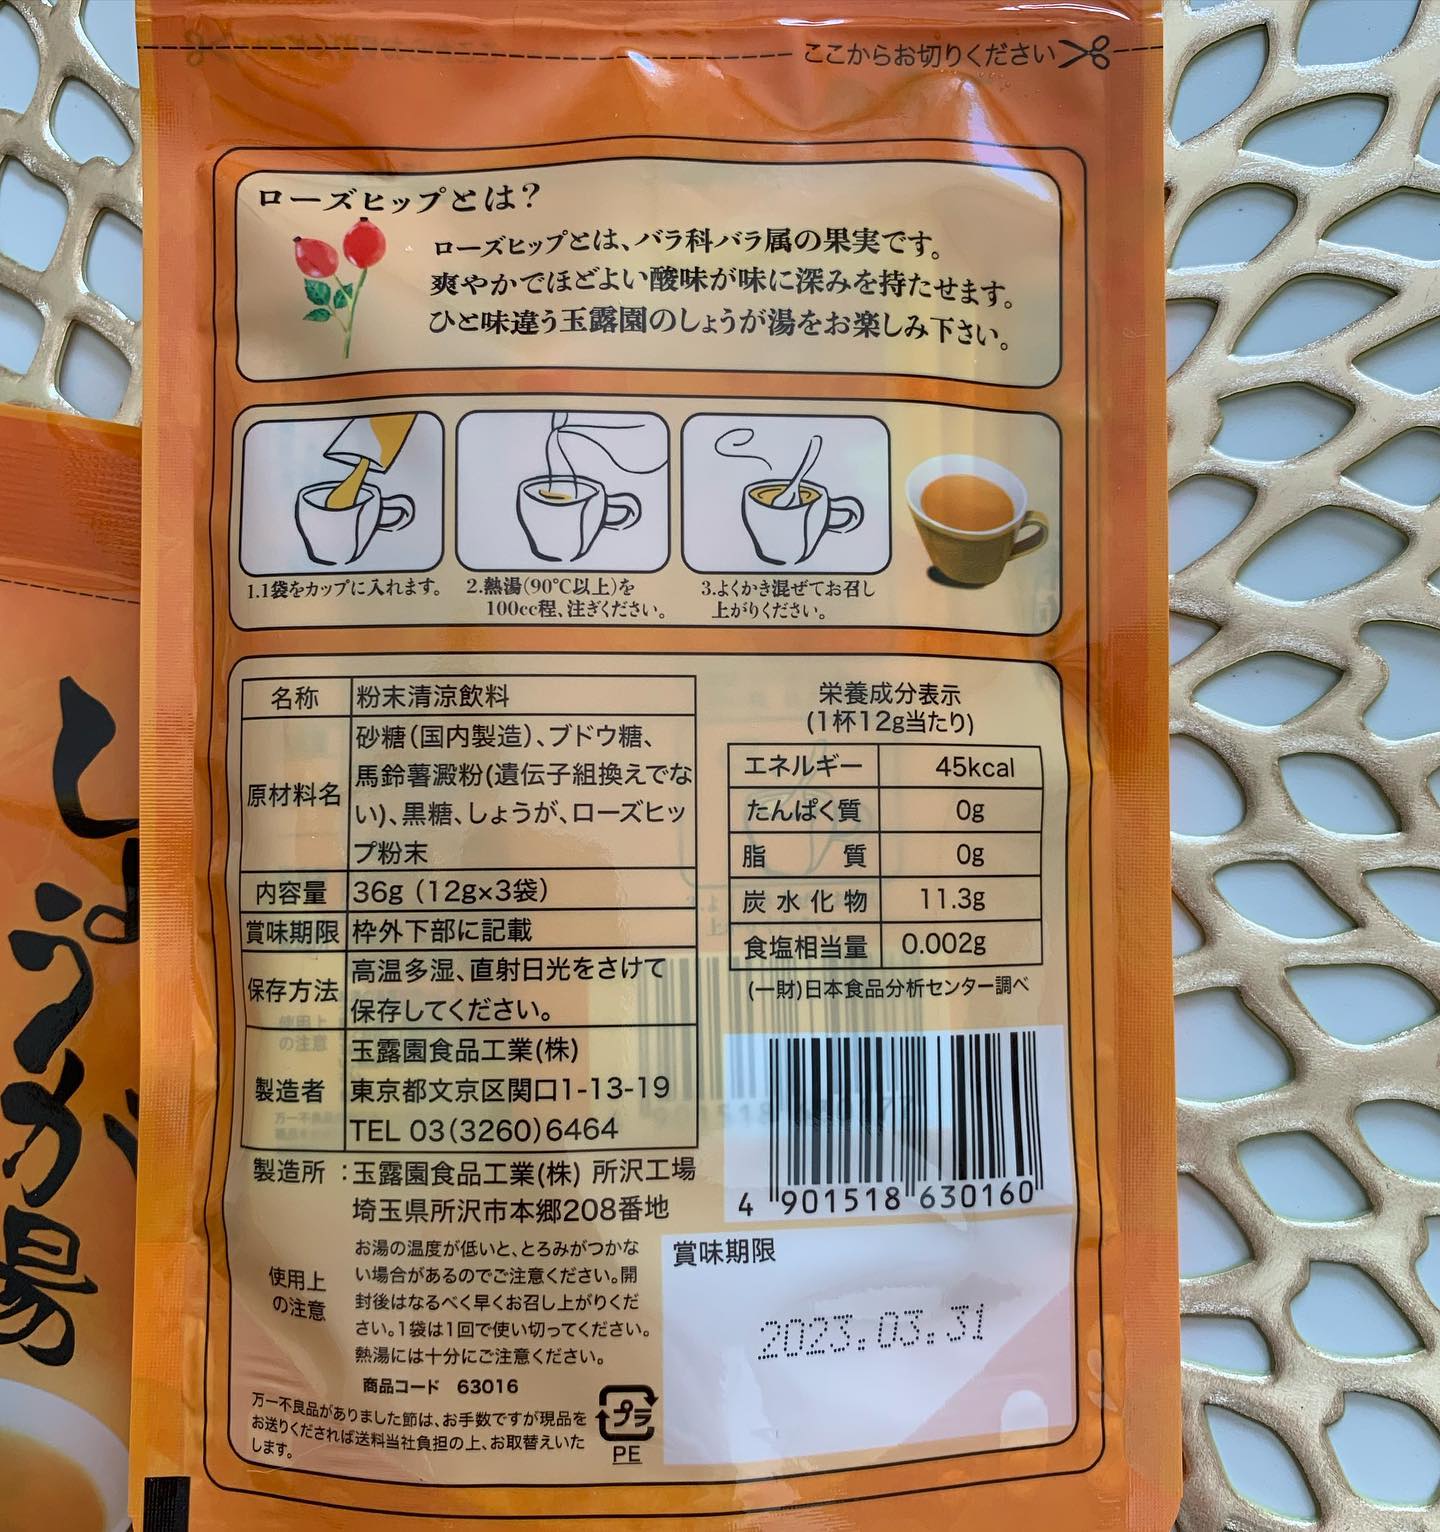 ここからお切りください
ローズヒップとは?
ローズヒップとは、バラ科バラ属の果実です。
爽やかでほどよい酸味が味に深みを持たせます。
ひと味違う玉露園のしょうが湯をお楽しみ下さい。
1.1袋をカップに入れます。
2.熱湯(90℃以上)を
100cc程、注ぎください。
3.よくかき混ぜてお召し
上がりください。
名称 粉末清涼飲料
原材料名 砂糖(国内製造)、ブドウ糖、
馬鈴薯澱粉(遺伝子組換えでな
い)、黒糖、しょうが、ローズヒッ
プ粉末
内容量 36g (12g×3袋)
賞味期限 枠外下部に記載
保存方法 高温多湿、直射日光をさけて
保存してください。
製造者 玉露園食品工業(株)
東京都文京区関口1-13-19
TEL 03(3260)6464
製造所:玉露園食品工業(株) 所沢工場
埼玉県所沢市本郷208番地
使用上
の注意
お湯の温度が低いと、とろみがつかな
い場合があるのでご注意ください。開
封後はなるべく早くお召し上がりくだ
さい。1袋は1回で使い切ってください。
熱湯には十分にご注意ください。
商品コード 63016
万一不良品がありました節は、お手数ですが現品を
お送りくだされば送料当社負担の上、お取替えいた
します。
プラ
PE
栄養成分表示
(1杯12g当たり)
エネルギー 45kcal
たんぱく質 0g
脂質 0g
炭水化物 11.3g
食塩相当量 0.002g
(一財)日本食品分析センター調べ
4 901518 630160
賞味期限
2023.03.31
しょうが湯